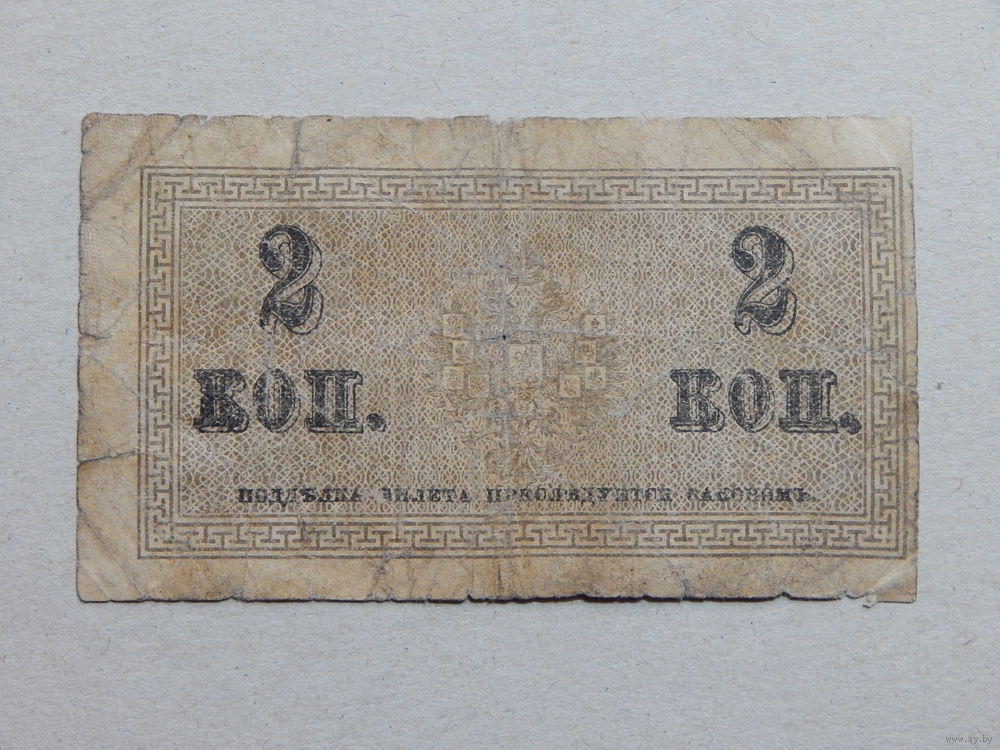 2 2
КОП. КОП.
ПОДДѢЛКА БИЛЕТА ПРЕСЛѢДУЕТСЯ ЗАКОНОМЪ.
www.ay.by